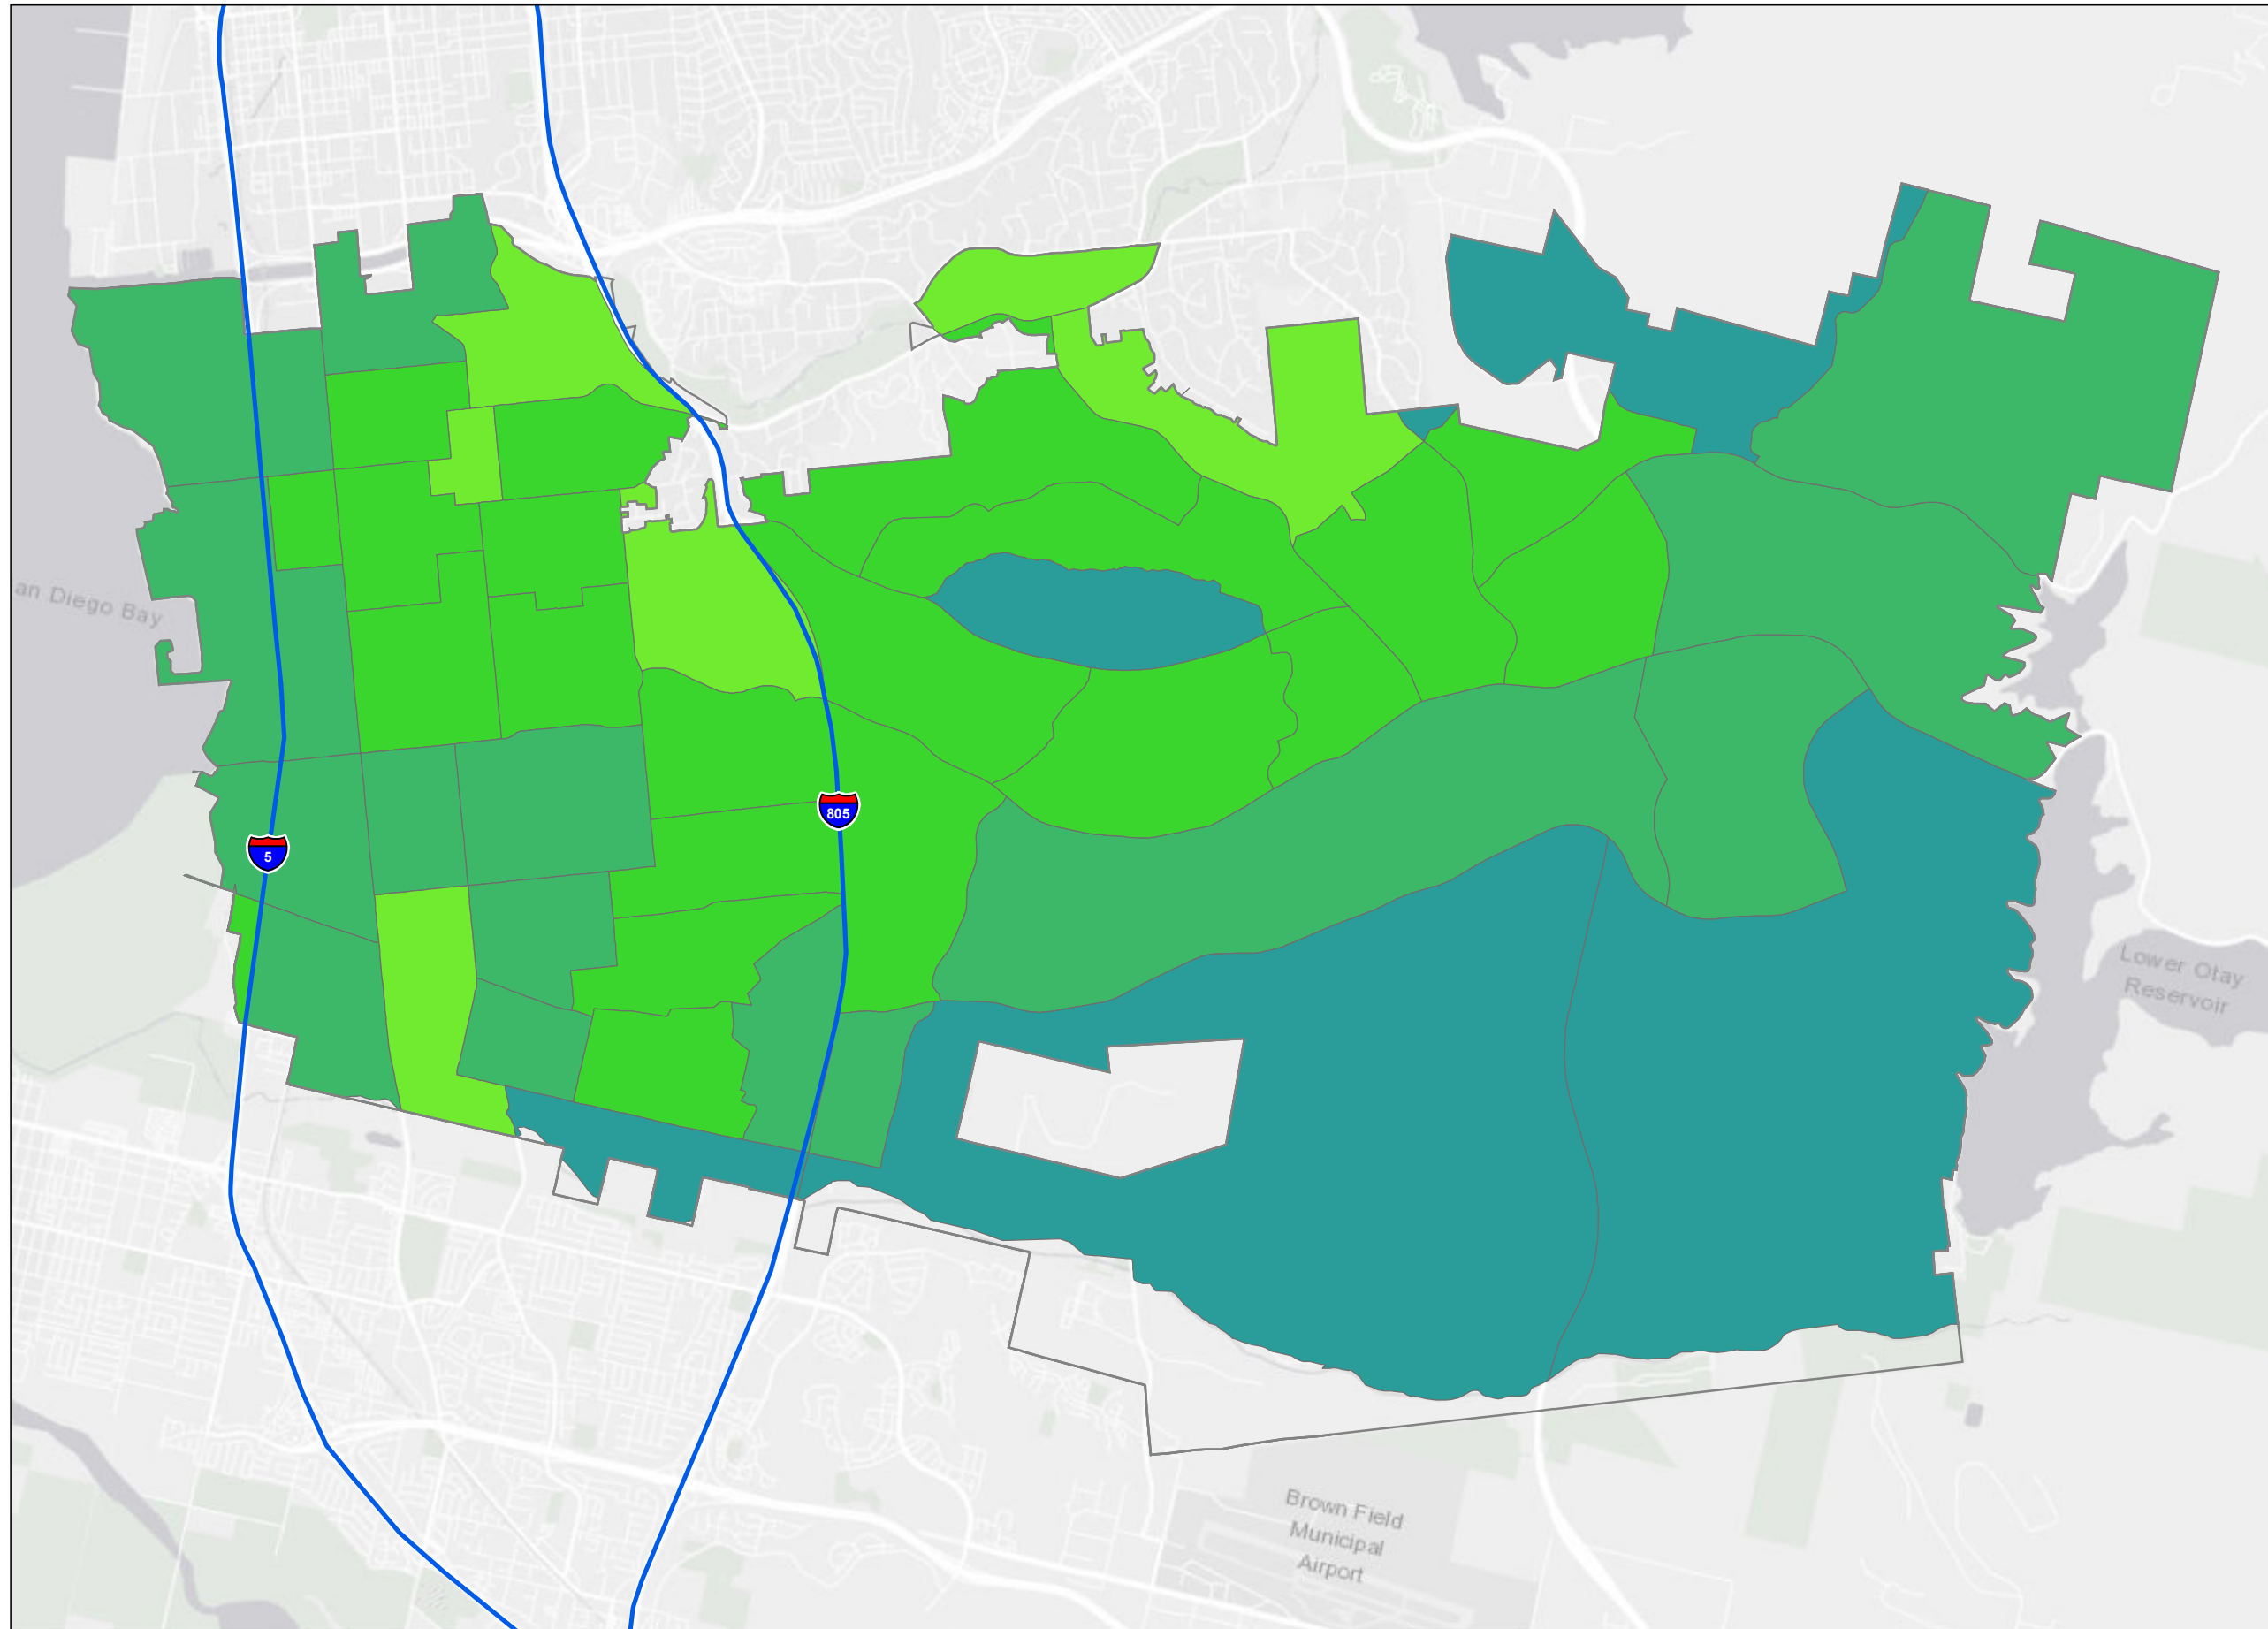 an Diego Bay
805
5
Lower Otay
Reservoir
Brown Field
Municipal
Airport